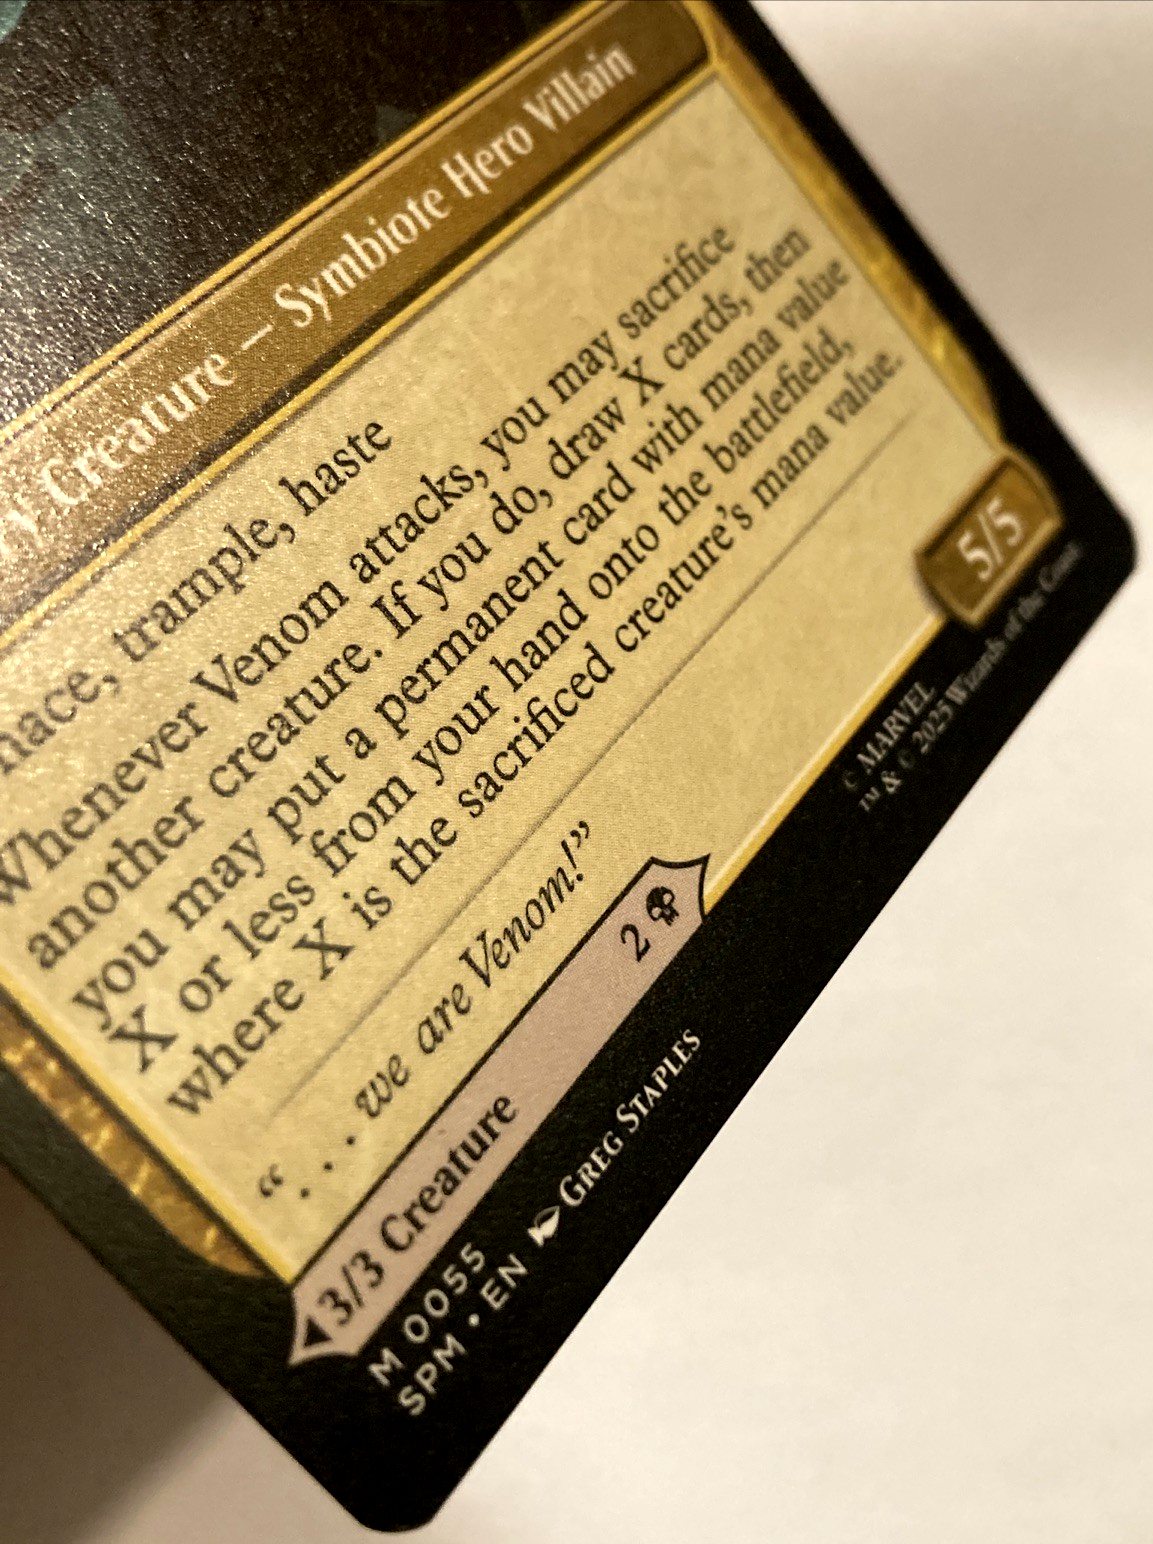 Creature — Symbiote Hero Villain
trample, haste
Whenever Venom attacks, you may sacrifice
another creature. If you do, draw X cards, then
you may put a permanent card with mana value
X or less from your hand onto the battlefield,
where X is the sacrificed creature's mana value.
“. . . we are Venom!”
5/5
3/3 Creature 2
M 0055
SPM • EN GREG STAPLES
© MARVEL
™ & © 2025 Wizards of the Coast